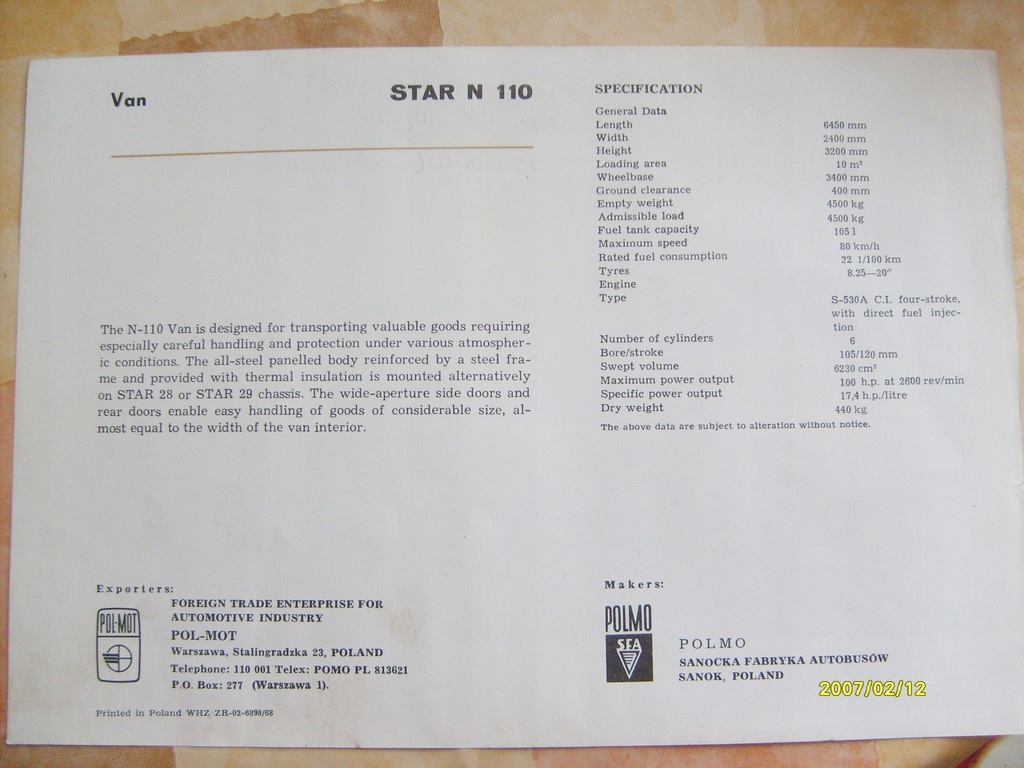 Van
STAR N 110
The N-110 Van is designed for transporting valuable goods requiring
especially careful handling and protection under various atmospher-
ic conditions. The all-steel panelled body reinforced by a steel fra-
me and provided with thermal insulation is mounted alternatively
on STAR 28 or STAR 29 chassis. The wide-aperture side doors and
rear doors enable easy handling of goods of considerable size, al-
most equal to the width of the van interior.
Exporters:
POL-MOT
FOREIGN TRADE ENTERPRISE FOR
AUTOMOTIVE INDUSTRY
POL-MOT
Warszawa, Stalingradzka 23, POLAND
Telephone: 110 001 Telex: POMO PL 813621
P.O. Box: 277 (Warszawa 1).
Printed in Poland WHZ ZR-02-6898/68
SPECIFICATION
General Data
Length 6450 mm
Width 2400 mm
Height 3200 mm
Loading area 10 m²
Wheelbase 3400 mm
Ground clearance 400 mm
Empty weight 4500 kg
Admissible load 4500 kg
Fuel tank capacity 105 l
Maximum speed 80 km/h
Rated fuel consumption 22 l/100 km
Tyres 8.25—20"
Engine
Type S-530A C.I. four-stroke,
with direct fuel injec-
tion
Number of cylinders 6
Bore/stroke 105/120 mm
Swept volume 6230 cm³
Maximum power output 100 h.p. at 2600 rev/min
Specific power output 17,4 h.p./litre
Dry weight 440 kg
The above data are subject to alteration without notice.
Makers:
POLMO
SFA
POLMO
SANOCKA FABRYKA AUTOBUSÓW
SANOK, POLAND
2007/02/12